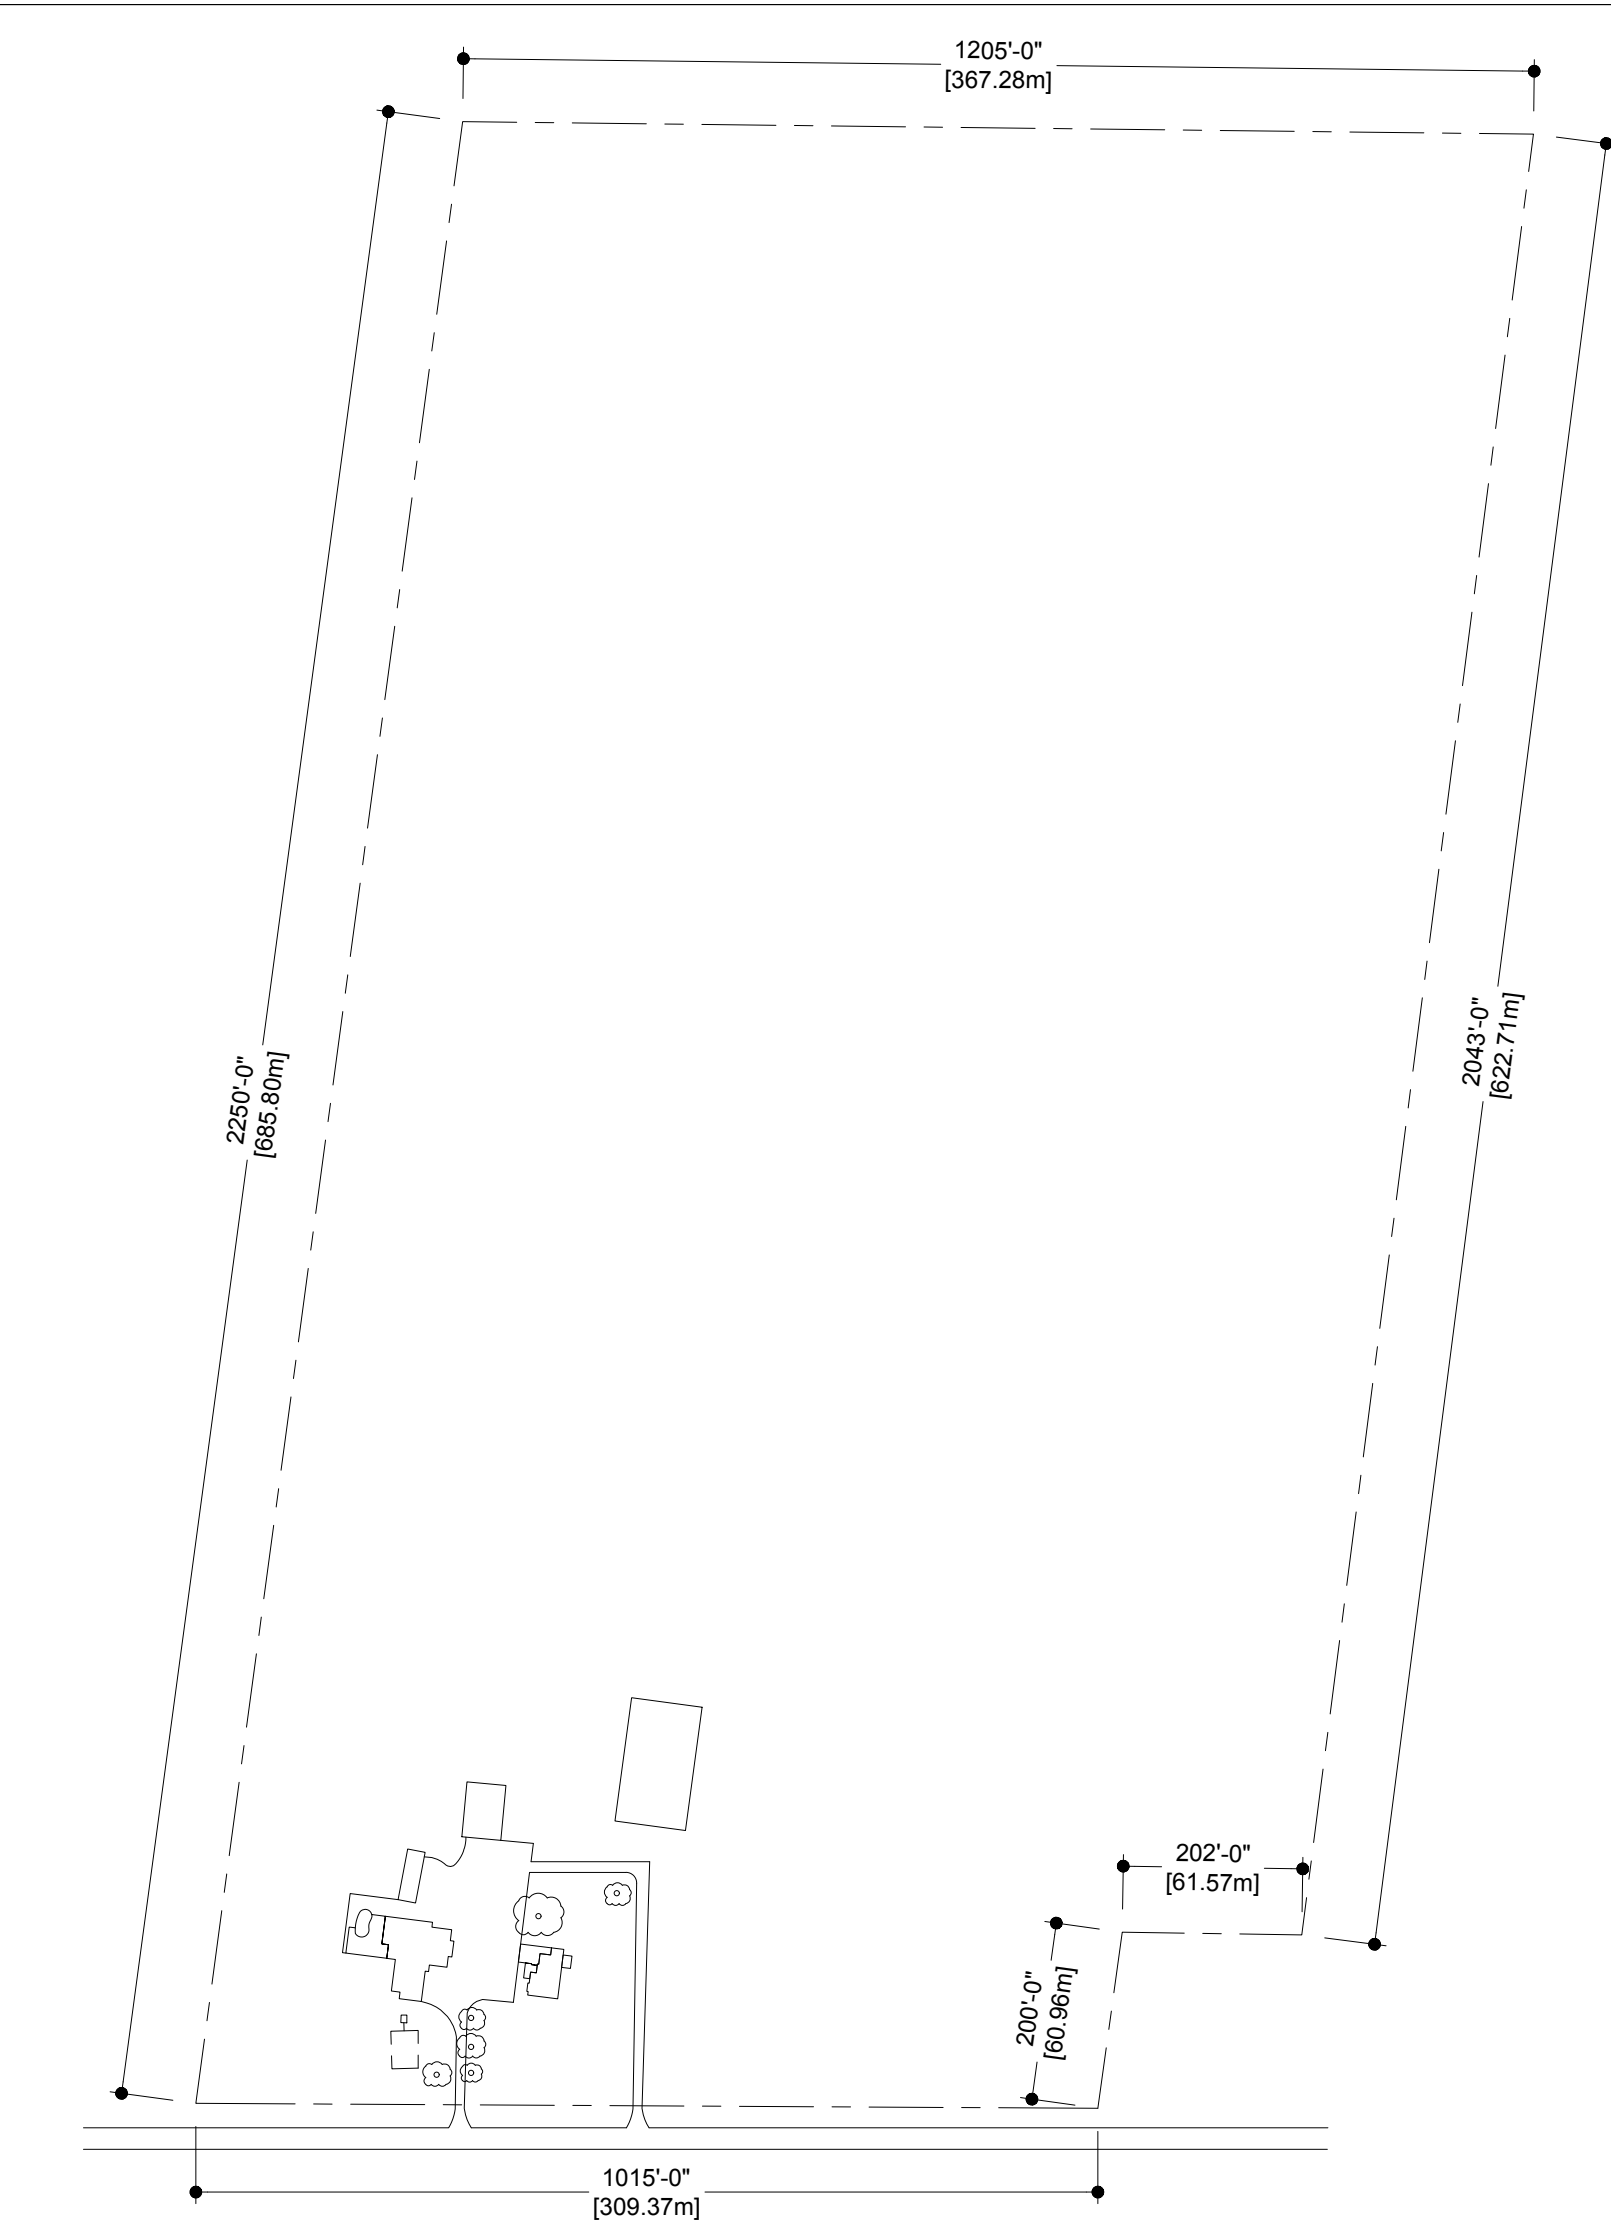 1205'-0"
[367.28m]
2250'-0"
[685.80m]
2043'-0"
[622.71m]
202'-0"
[61.57m]
200'-0"
[60.96m]
1015'-0"
[309.37m]